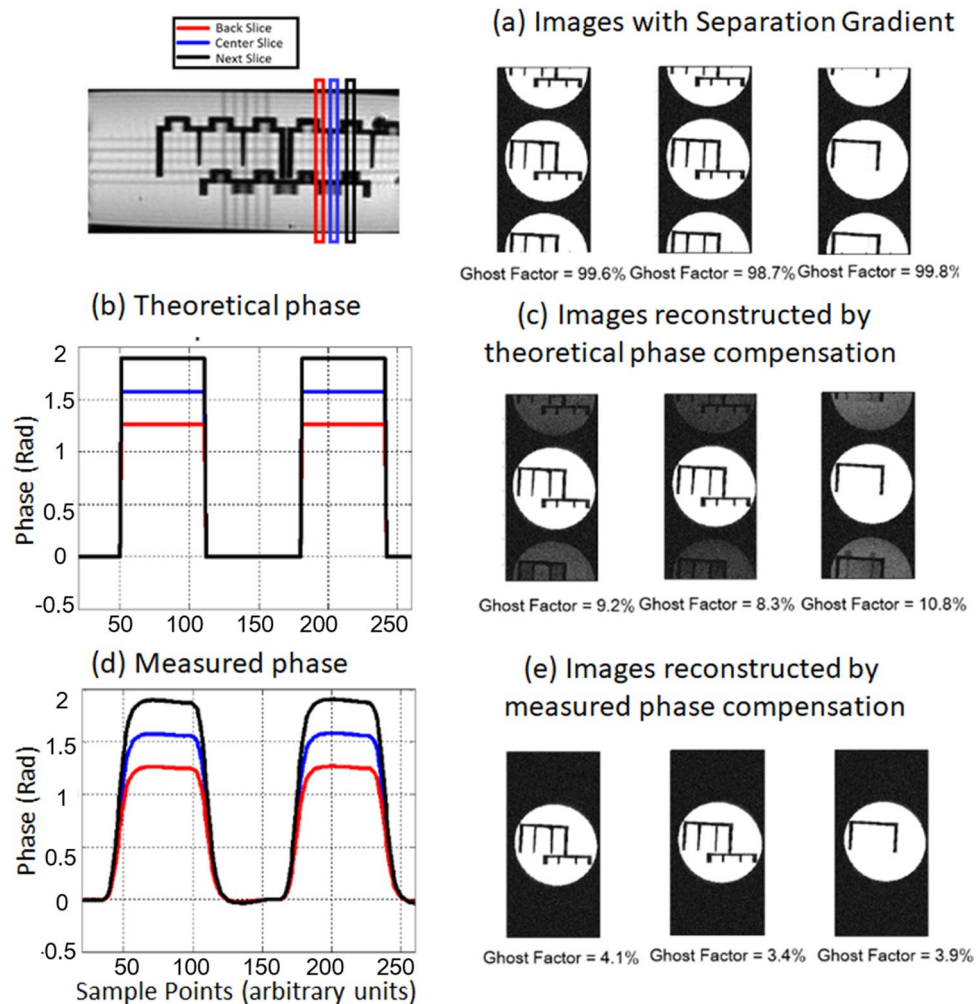 Back Slice
Center Slice
Next Slice
(a) Images with Separation Gradient
Ghost Factor = 99.6% Ghost Factor = 98.7% Ghost Factor = 99.8%
(b) Theoretical phase
2
1.5
1
0.5
0
-0.5
Phase (Rad)
50 100 150 200 250
(c) Images reconstructed by
theoretical phase compensation
Ghost Factor = 9.2% Ghost Factor = 8.3% Ghost Factor = 10.8%
(d) Measured phase
2
1.5
1
0.5
0
-0.5
Phase (Rad)
50 100 150 200 250
Sample Points (arbitrary units)
(e) Images reconstructed by
measured phase compensation
Ghost Factor = 4.1% Ghost Factor = 3.4% Ghost Factor = 3.9%